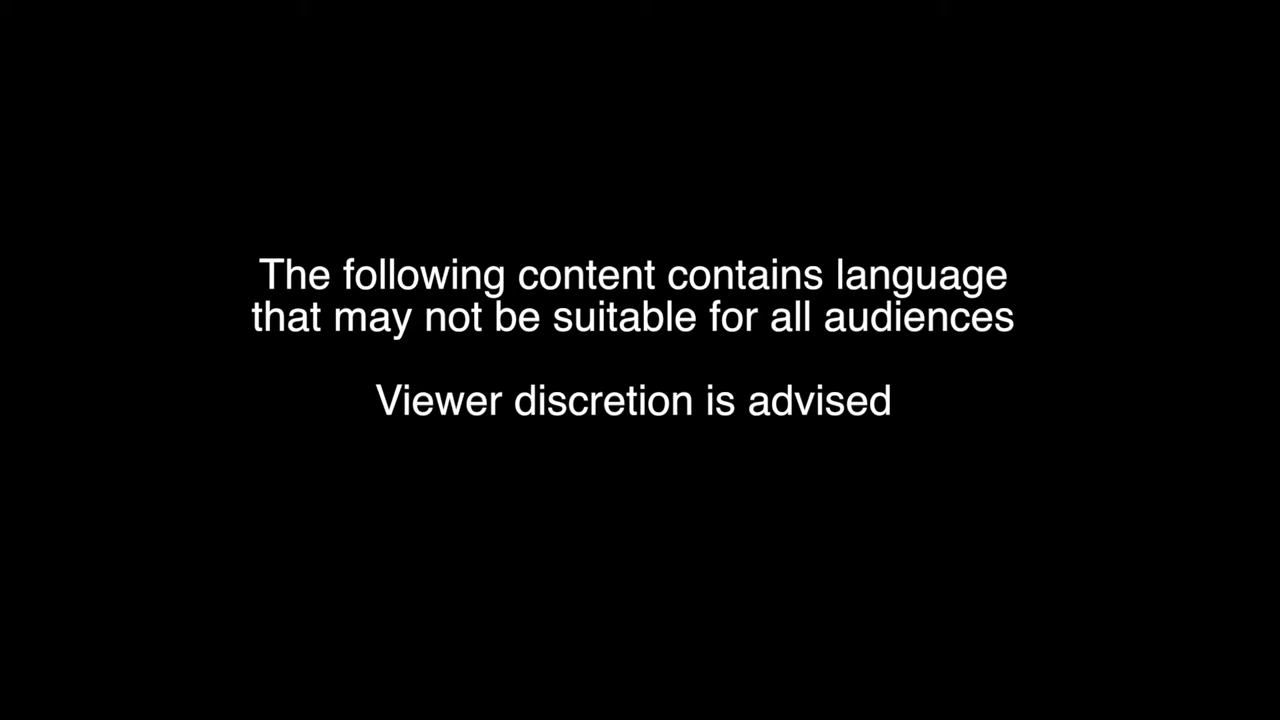 The following content contains language
that may not be suitable for all audiences
Viewer discretion is advised